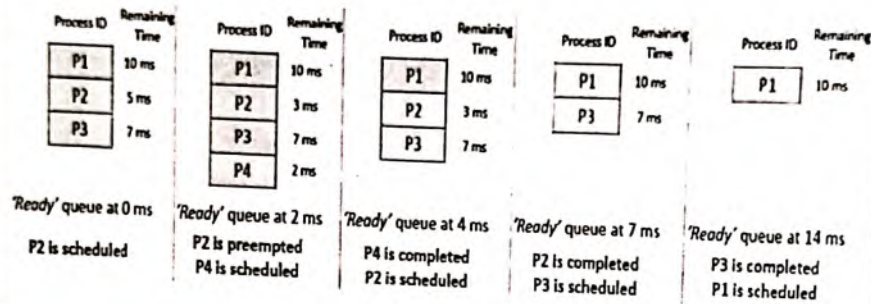 Process ID Remaining Time
P1 10 ms
P2 5 ms
P3 7 ms
'Ready' queue at 0 ms
P2 is scheduled
Process ID Remaining Time
P1 10 ms
P2 3 ms
P3 7 ms
P4 2 ms
'Ready' queue at 2 ms
P2 is preempted
P4 is scheduled
Process ID Remaining Time
P1 10 ms
P2 3 ms
P3 7 ms
'Ready' queue at 4 ms
P4 is completed
P2 is scheduled
Process ID Remaining Time
P1 10 ms
P3 7 ms
'Ready' queue at 7 ms
P2 is completed
P3 is scheduled
Process ID Remaining Time
P1 10 ms
'Ready' queue at 14 ms
P3 is completed
P1 is scheduled